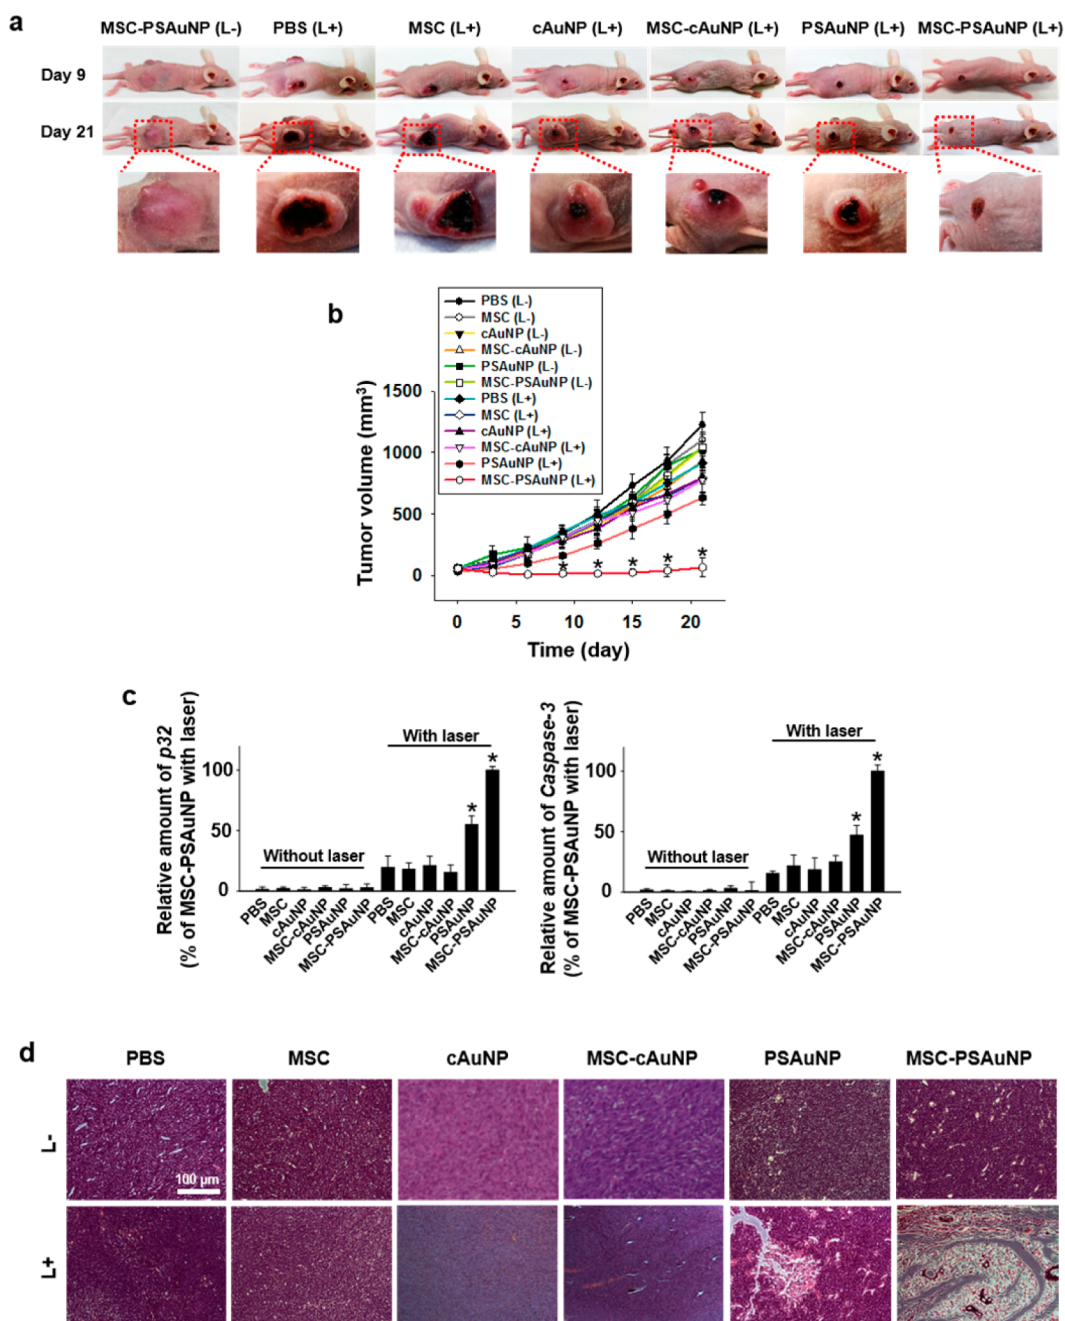 a
MSC-PSAuNP (L-) PBS (L+) MSC (L+) cAuNP (L+) MSC-cAuNP (L+) PSAuNP (L+) MSC-PSAuNP (L+)
Day 9
Day 21
b
PBS (L-)
MSC (L-)
cAuNP (L-)
MSC-cAuNP (L-)
PSAuNP (L-)
MSC-PSAuNP (L-)
PBS (L+)
MSC (L+)
cAuNP (L+)
MSC-cAuNP (L+)
PSAuNP (L+)
MSC-PSAuNP (L+)
Tumor volume (mm³)
1500
1000
500
0
* * * * *
0 5 10 15 20
Time (day)
c
Relative amount of p32
(% of MSC-PSAuNP with laser)
100
50
0
Without laser
With laser
* *
PBS MSC cAuNP MSC-cAuNP PSAuNP MSC-PSAuNP PBS MSC cAuNP MSC-cAuNP PSAuNP MSC-PSAuNP
Relative amount of Caspase-3
(% of MSC-PSAuNP with laser)
100
50
0
Without laser
With laser
* *
PBS MSC cAuNP MSC-cAuNP PSAuNP MSC-PSAuNP PBS MSC cAuNP MSC-cAuNP PSAuNP MSC-PSAuNP
d
PBS MSC cAuNP MSC-cAuNP PSAuNP MSC-PSAuNP
L-
100 µm
L+